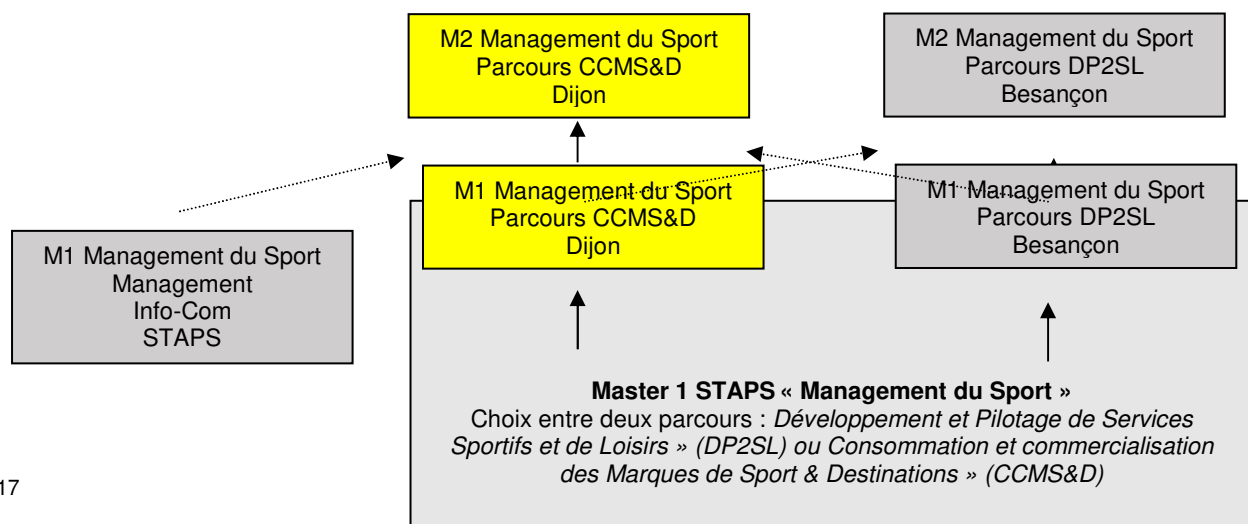 M2 Management du Sport
Parcours CCMS&D
Dijon
M2 Management du Sport
Parcours DP2SL
Besançon
M1 Management du Sport
Parcours CCMS&D
Dijon
M1 Management du Sport
Parcours DP2SL
Besançon
M1 Management du Sport
Management
Info-Com
STAPS
Master 1 STAPS « Management du Sport »
Choix entre deux parcours : Développement et Pilotage de Services
Sportifs et de Loisirs » (DP2SL) ou Consommation et commercialisation
des Marques de Sport & Destinations » (CCMS&D)
17